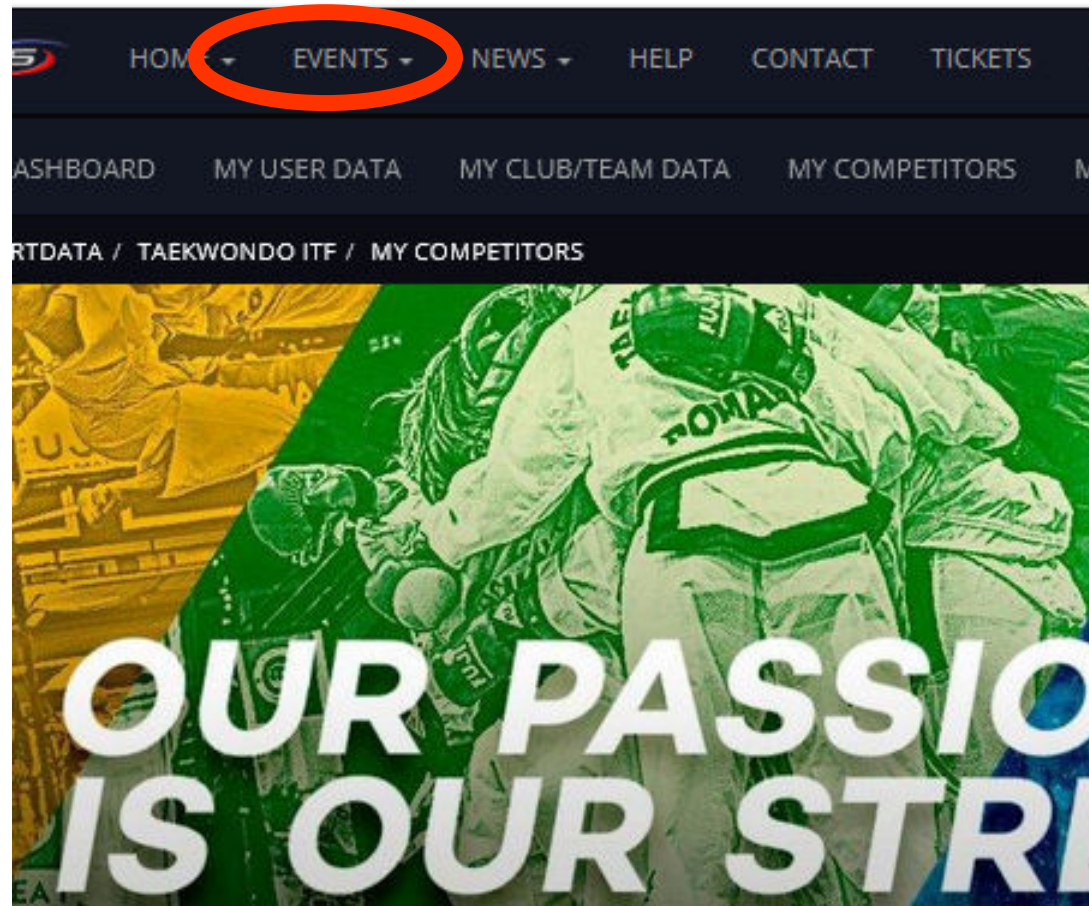 HOME EVENTS NEWS HELP CONTACT TICKETS
ASHBOARD MY USER DATA MY CLUB/TEAM DATA MY COMPETITORS M
RTDATA / TAEKWONDO ITF / MY COMPETITORS
OUR PASSIO
IS OUR STRE